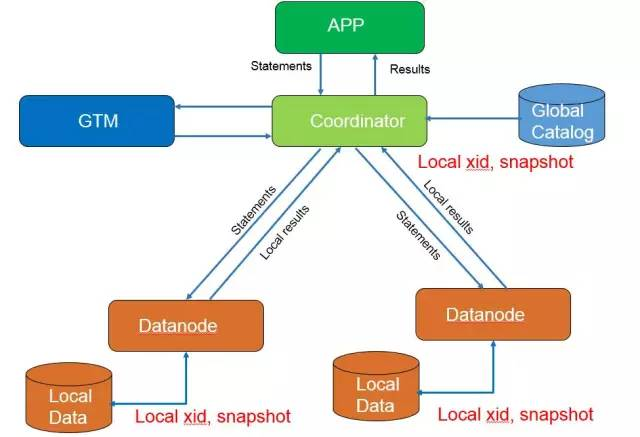 APP
Statements
Results
GTM
Coordinator
Global
Catalog
Local xid, snapshot
Statements
Local results
Statements
Local results
Datanode
Datanode
Local
Data
Local xid, snapshot
Local
Data
Local xid, snapshot